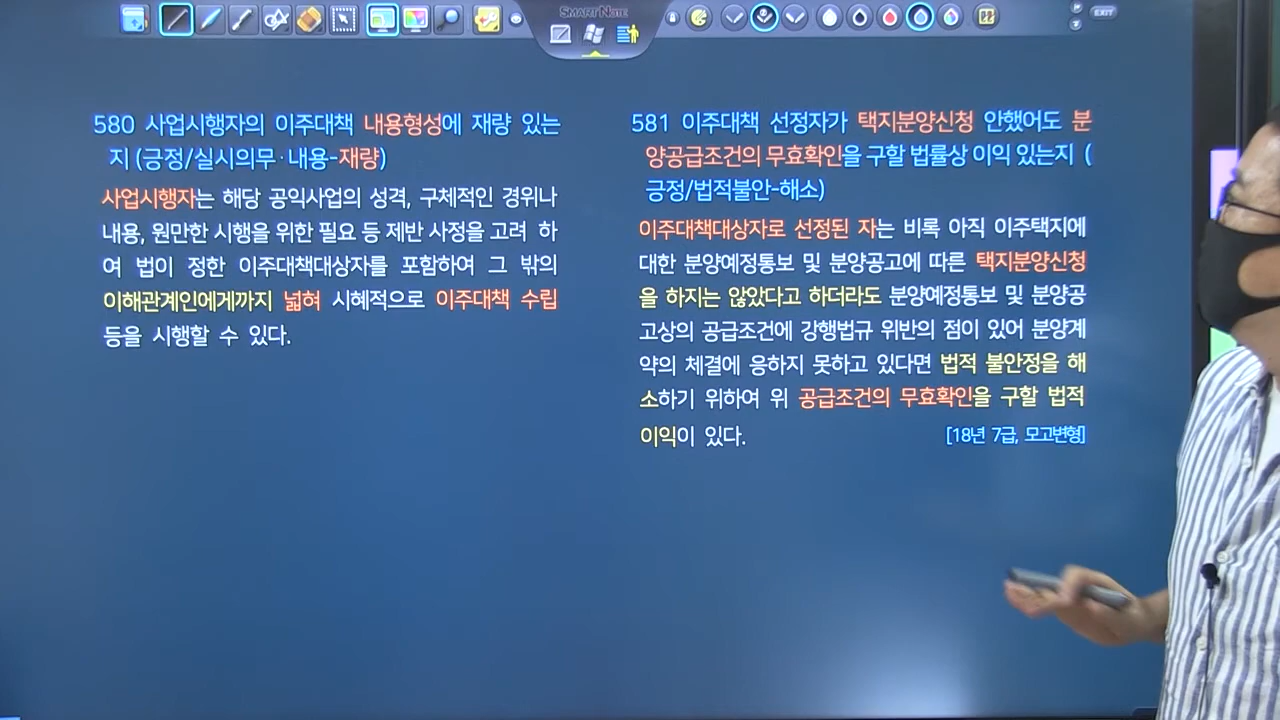 SMART NOTE
EXIT
580 사업시행자의 이주대책 내용형성에 재량 있는
지 (긍정/실시의무·내용-재량)
사업시행자는 해당 공익사업의 성격, 구체적인 경위나
내용, 원만한 시행을 위한 필요 등 제반 사정을 고려 하
여 법이 정한 이주대책대상자를 포함하여 그 밖의
이해관계인에게까지 넓혀 시혜적으로 이주대책 수립
등을 시행할 수 있다.
581 이주대책 선정자가 택지분양신청 안했어도 분
양공급조건의 무효확인을 구할 법률상 이익 있는지 (
긍정/법적불안-해소)
이주대책대상자로 선정된 자는 비록 아직 이주택지에
대한 분양예정통보 및 분양공고에 따른 택지분양신청
을 하지는 않았다고 하더라도 분양예정통보 및 분양공
고상의 공급조건에 강행법규 위반의 점이 있어 분양계
약의 체결에 응하지 못하고 있다면 법적 불안정을 해
소하기 위하여 위 공급조건의 무효확인을 구할 법적
이익이 있다.
[18년 7급, 모고변형]